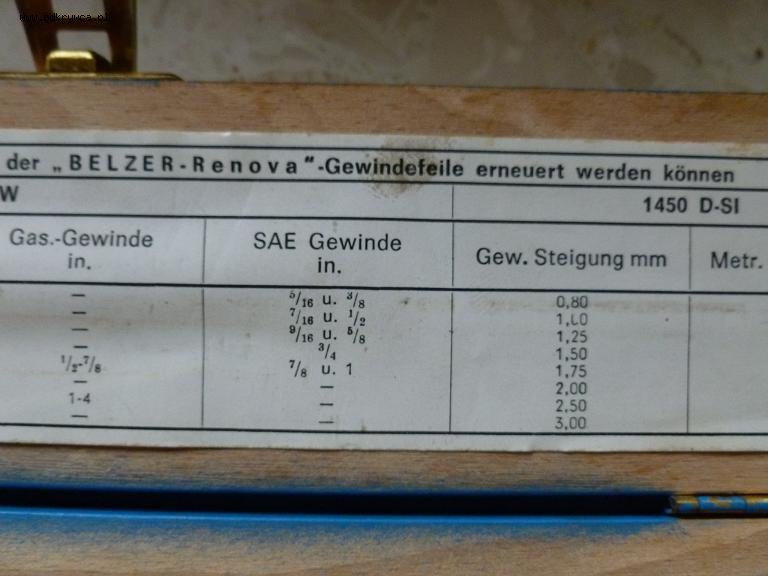 der „BELZER-Renova"-Gewindefeile erneuert werden können
W 1450 D-SI
Gas.-Gewinde in. SAE Gewinde in. Gew. Steigung mm Metr.
— 5/16 u. 3/8 0,80
— 7/16 u. 1/2 1,00
— 9/16 u. 5/8 1,25
— 3/4 1,50
1/2-7/8 7/8 u. 1 1,75
— — 2,00
1-4 — 2,50
— — 3,00